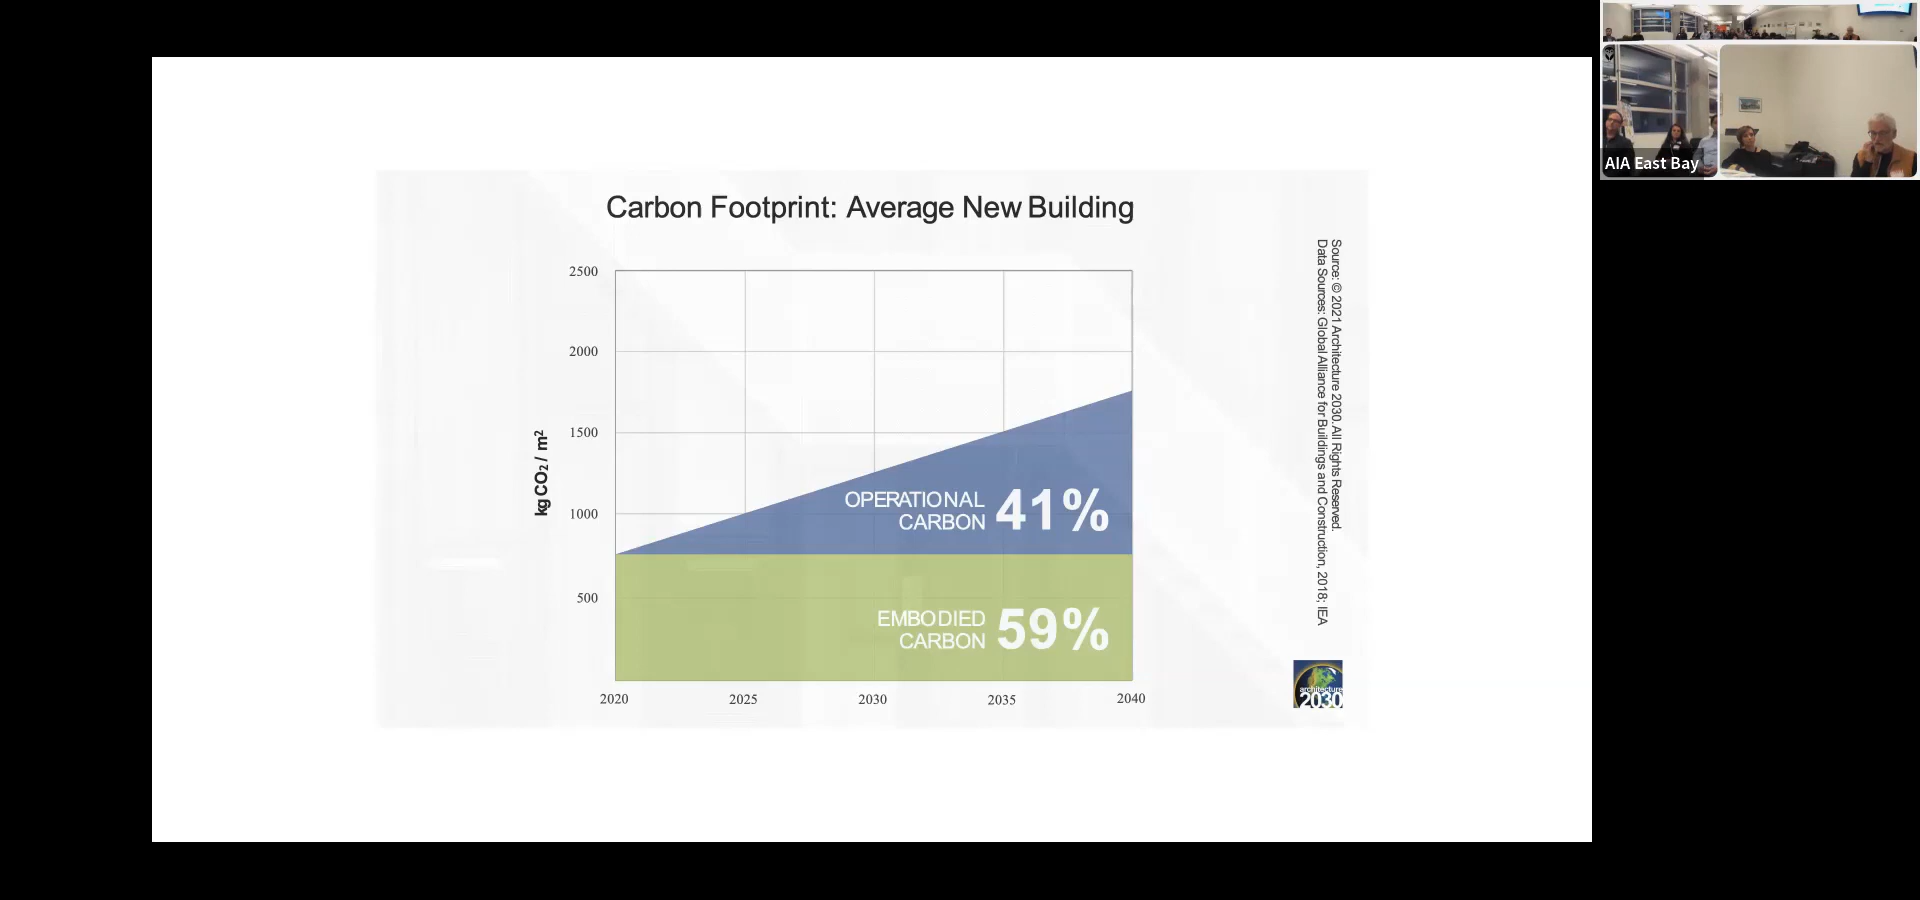 Carbon Footprint: Average New Building
2500
2000
1500
1000
500
kg CO₂ / m²
OPERATIONAL
CARBON
41%
EMBODIED
CARBON
59%
2020
2025
2030
2035
2040
Source: © 2021 Architecture 2030. All Rights Reserved.
Data Sources: Global Alliance for Buildings and Construction, 2018; IEA
architecture
2030
AIA East Bay